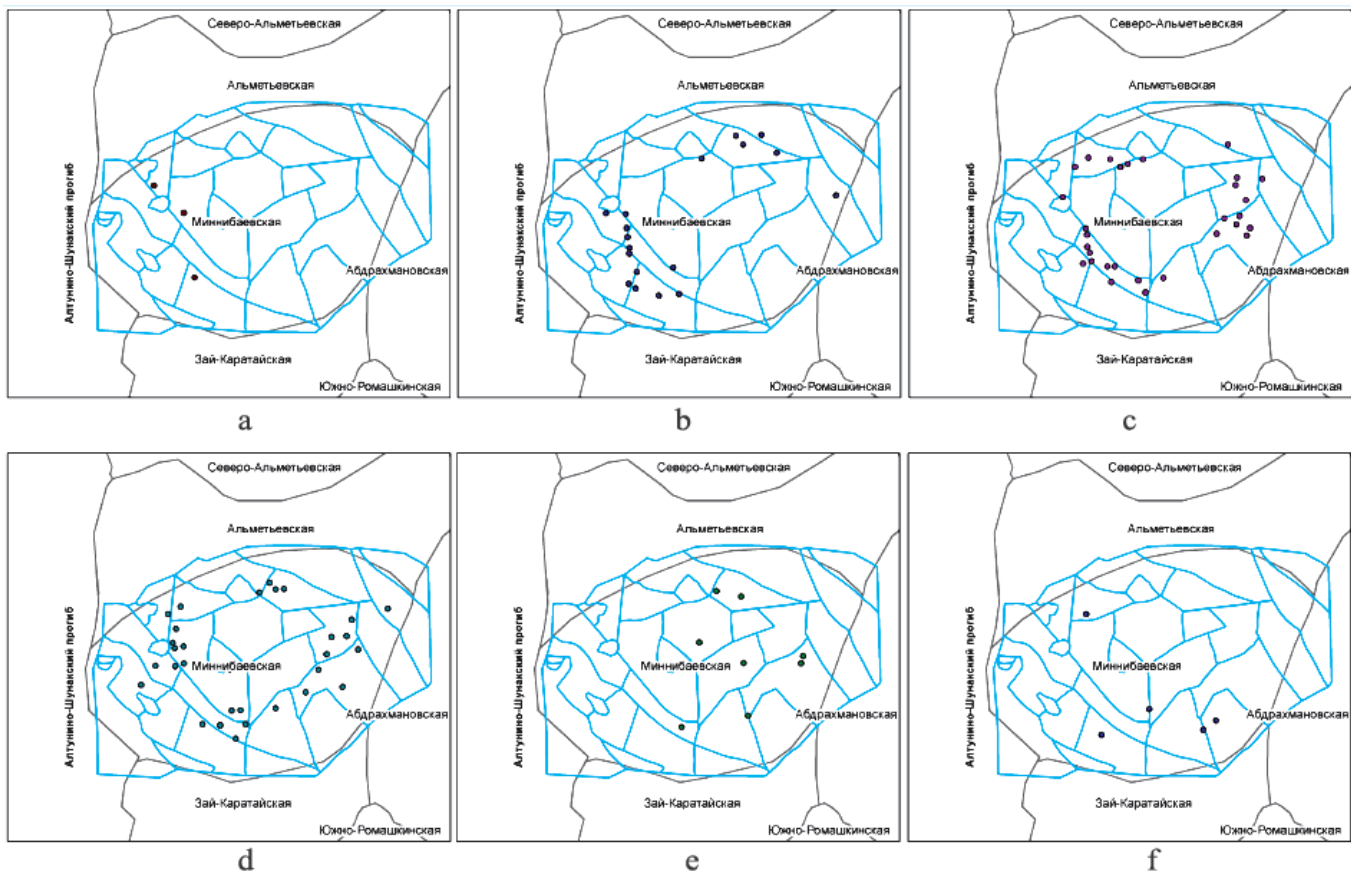 Северо-Альметьевская
Альметьевская
Алтунино-Шунакский прогиб
Миннибаевская
Абдрахмановская
Зай-Каратайская
Южно-Ромашкинская
a
Северо-Альметьевская
Альметьевская
Алтунино-Шунакский прогиб
Миннибаевская
Абдрахмановская
Зай-Каратайская
Южно-Ромашкинская
b
Северо-Альметьевская
Альметьевская
Алтунино-Шунакский прогиб
Миннибаевская
Абдрахмановская
Зай-Каратайская
Южно-Ромашкинская
c
Северо-Альметьевская
Альметьевская
Алтунино-Шунакский прогиб
Миннибаевская
Абдрахмановская
Зай-Каратайская
Южно-Ромашкинская
d
Северо-Альметьевская
Альметьевская
Алтунино-Шунакский прогиб
Миннибаевская
Абдрахмановская
Зай-Каратайская
Южно-Ромашкинская
e
Северо-Альметьевская
Альметьевская
Алтунино-Шунакский прогиб
Миннибаевская
Абдрахмановская
Зай-Каратайская
Южно-Ромашкинская
f